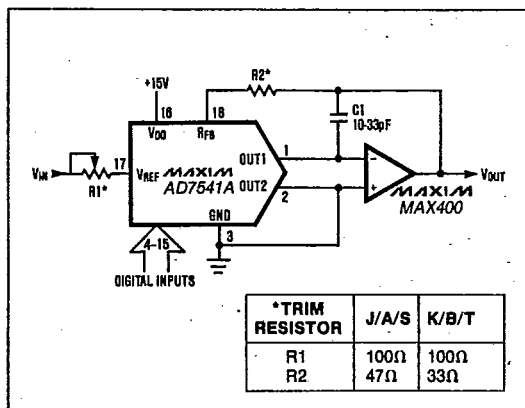 +15V
16
18
R2*
VDD
RFB
C1
10-33pF
VIN
R1*
17
VREF
MAXIM
AD7541A
OUT1
1
OUT2
2
GND
3
4-15
DIGITAL INPUTS
-
+
VOUT
MAXIM
MAX400
*TRIM RESISTOR J/A/S K/B/T
R1 100Ω 100Ω
R2 47Ω 33Ω